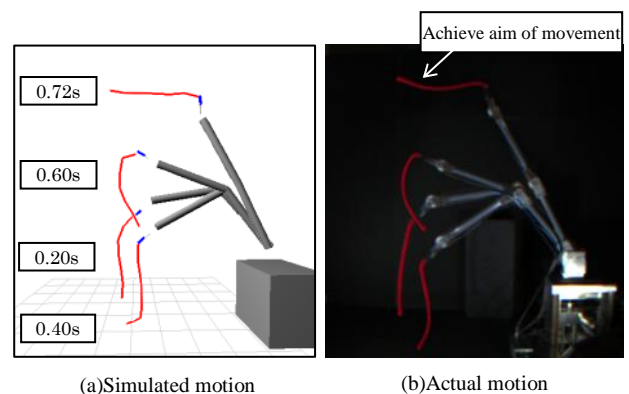 Achieve aim of movement
0.72s
0.60s
0.20s
0.40s
(a)Simulated motion
(b)Actual motion